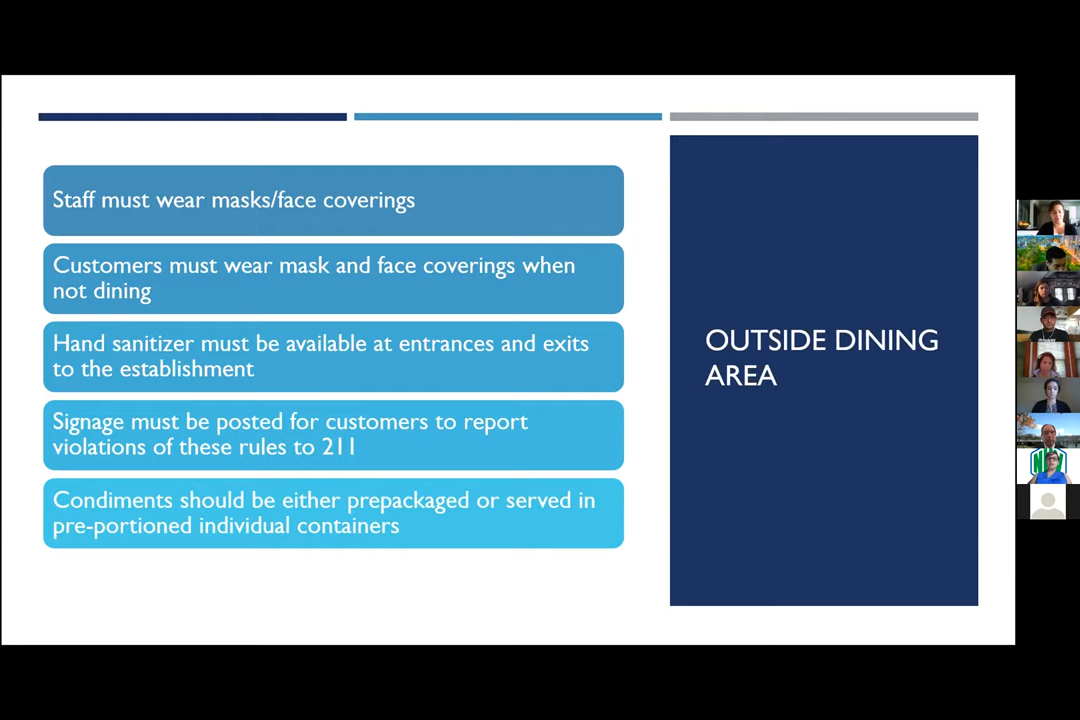 Staff must wear masks/face coverings
Customers must wear mask and face coverings when
not dining
Hand sanitizer must be available at entrances and exits
to the establishment
Signage must be posted for customers to report
violations of these rules to 211
Condiments should be either prepackaged or served in
pre-portioned individual containers
OUTSIDE DINING
AREA